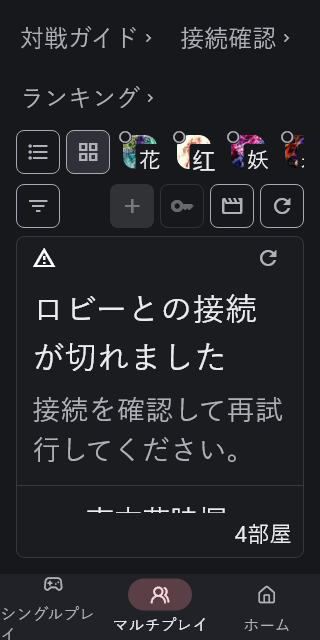 対戦ガイド
接続確認
ランキング
花
红
妖
ロビーとの接続
が切れました
接続を確認して再試
行してください。
4部屋
シングルプレ
イ
マルチプレイ
ホーム